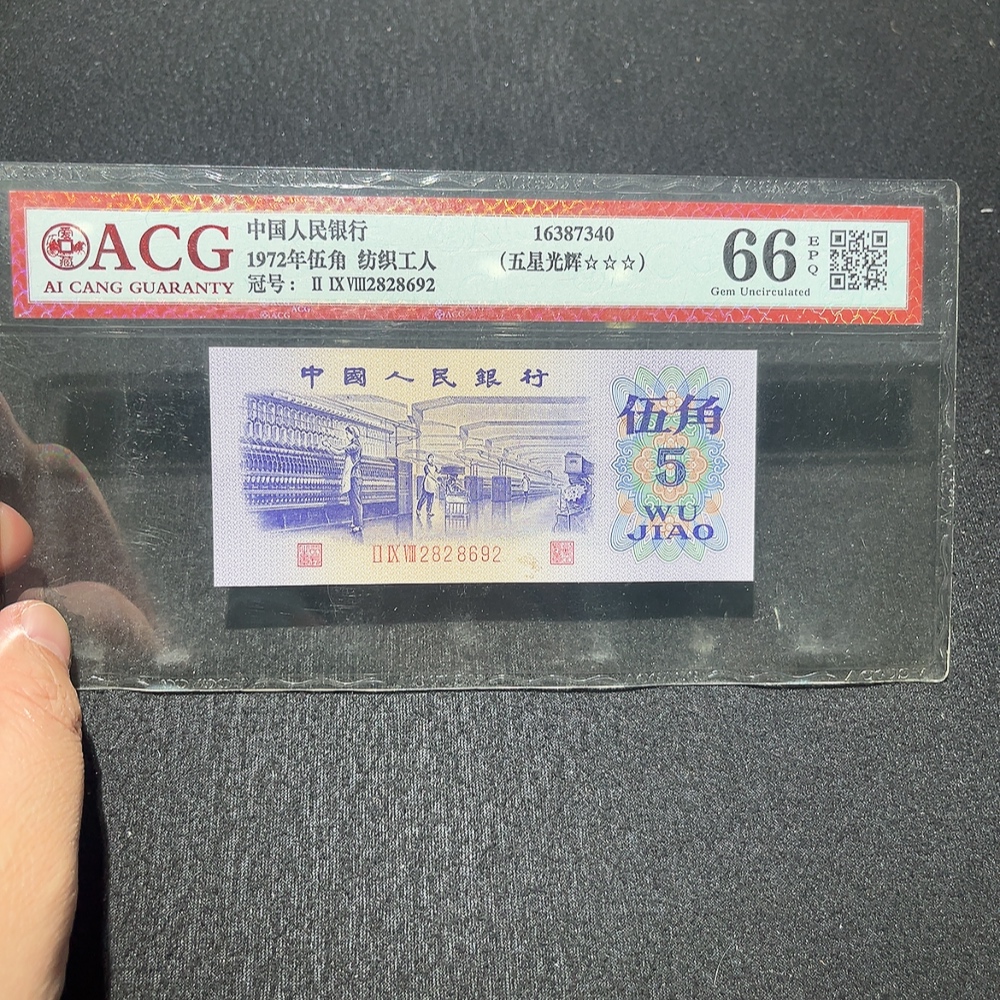 ACG
AI CANG GUARANTY
中国人民银行
1972年伍角 纺织工人
冠号： II IX VIII2828692
16387340
（五星光辉☆☆☆）
66
EPQ
Gem Uncirculated
中國人民銀行
伍角
5
WU
JIAO
II IX VIII 2828692